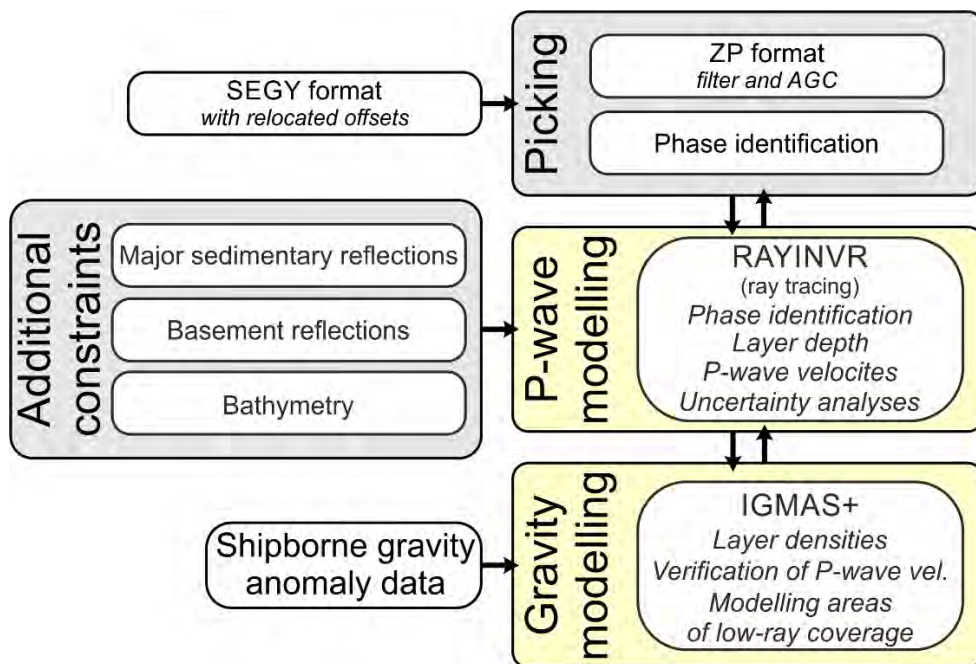 SEGY format
with relocated offsets
Picking
ZP format
filter and AGC
Phase identification
Additional
constraints
Major sedimentary reflections
Basement reflections
Bathymetry
P-wave
modelling
RAYINVR
(ray tracing)
Phase identification
Layer depth
P-wave velocites
Uncertainty analyses
Shipborne gravity
anomaly data
Gravity
modelling
IGMAS+
Layer densities
Verification of P-wave vel.
Modelling areas
of low-ray coverage